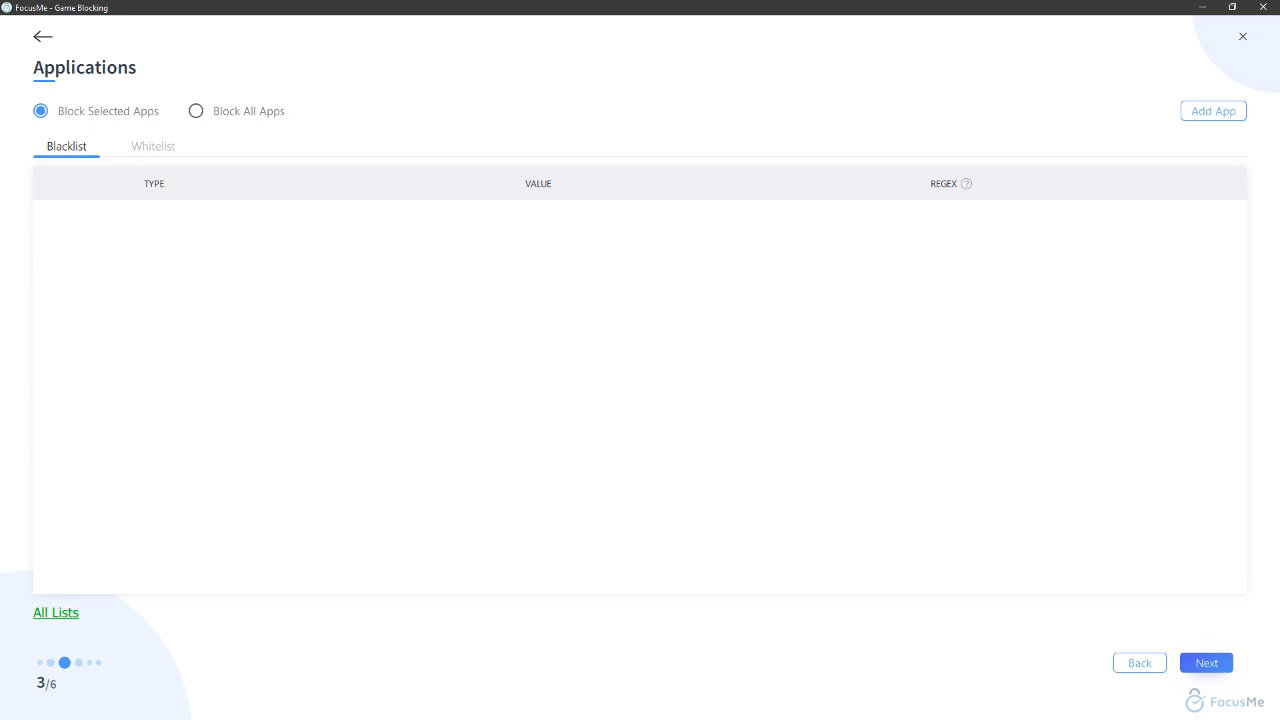 FocusMe - Game Blocking
Applications
Block Selected Apps Block All Apps Add App
Blacklist Whitelist
TYPE VALUE REGEX ?
All Lists
Back Next
3/6
FocusMe